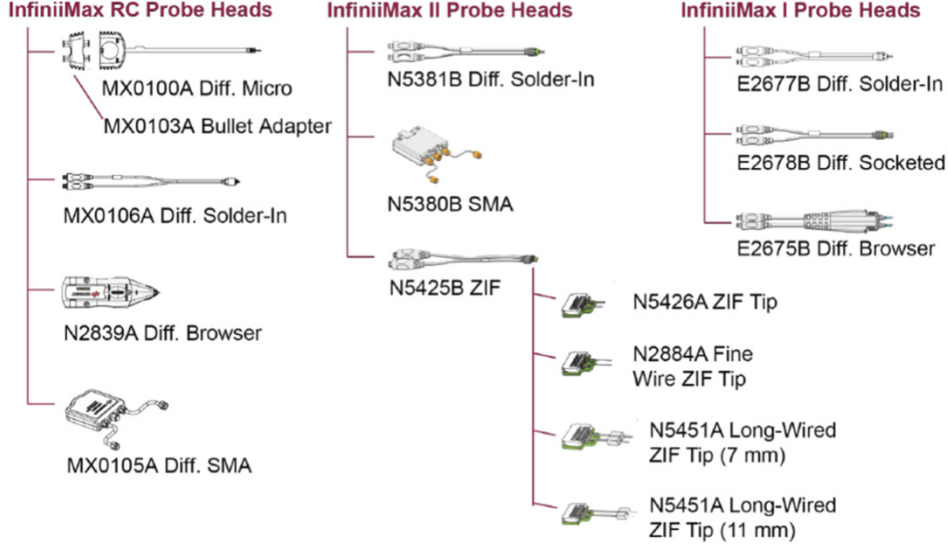 InfiniiMax RC Probe Heads
MX0100A Diff. Micro
MX0103A Bullet Adapter
MX0106A Diff. Solder-In
N2839A Diff. Browser
MX0105A Diff. SMA
InfiniiMax II Probe Heads
N5381B Diff. Solder-In
N5380B SMA
N5425B ZIF
N5426A ZIF Tip
N2884A Fine
Wire ZIF Tip
N5451A Long-Wired
ZIF Tip (7 mm)
N5451A Long-Wired
ZIF Tip (11 mm)
InfiniiMax I Probe Heads
E2677B Diff. Solder-In
E2678B Diff. Socketed
E2675B Diff. Browser